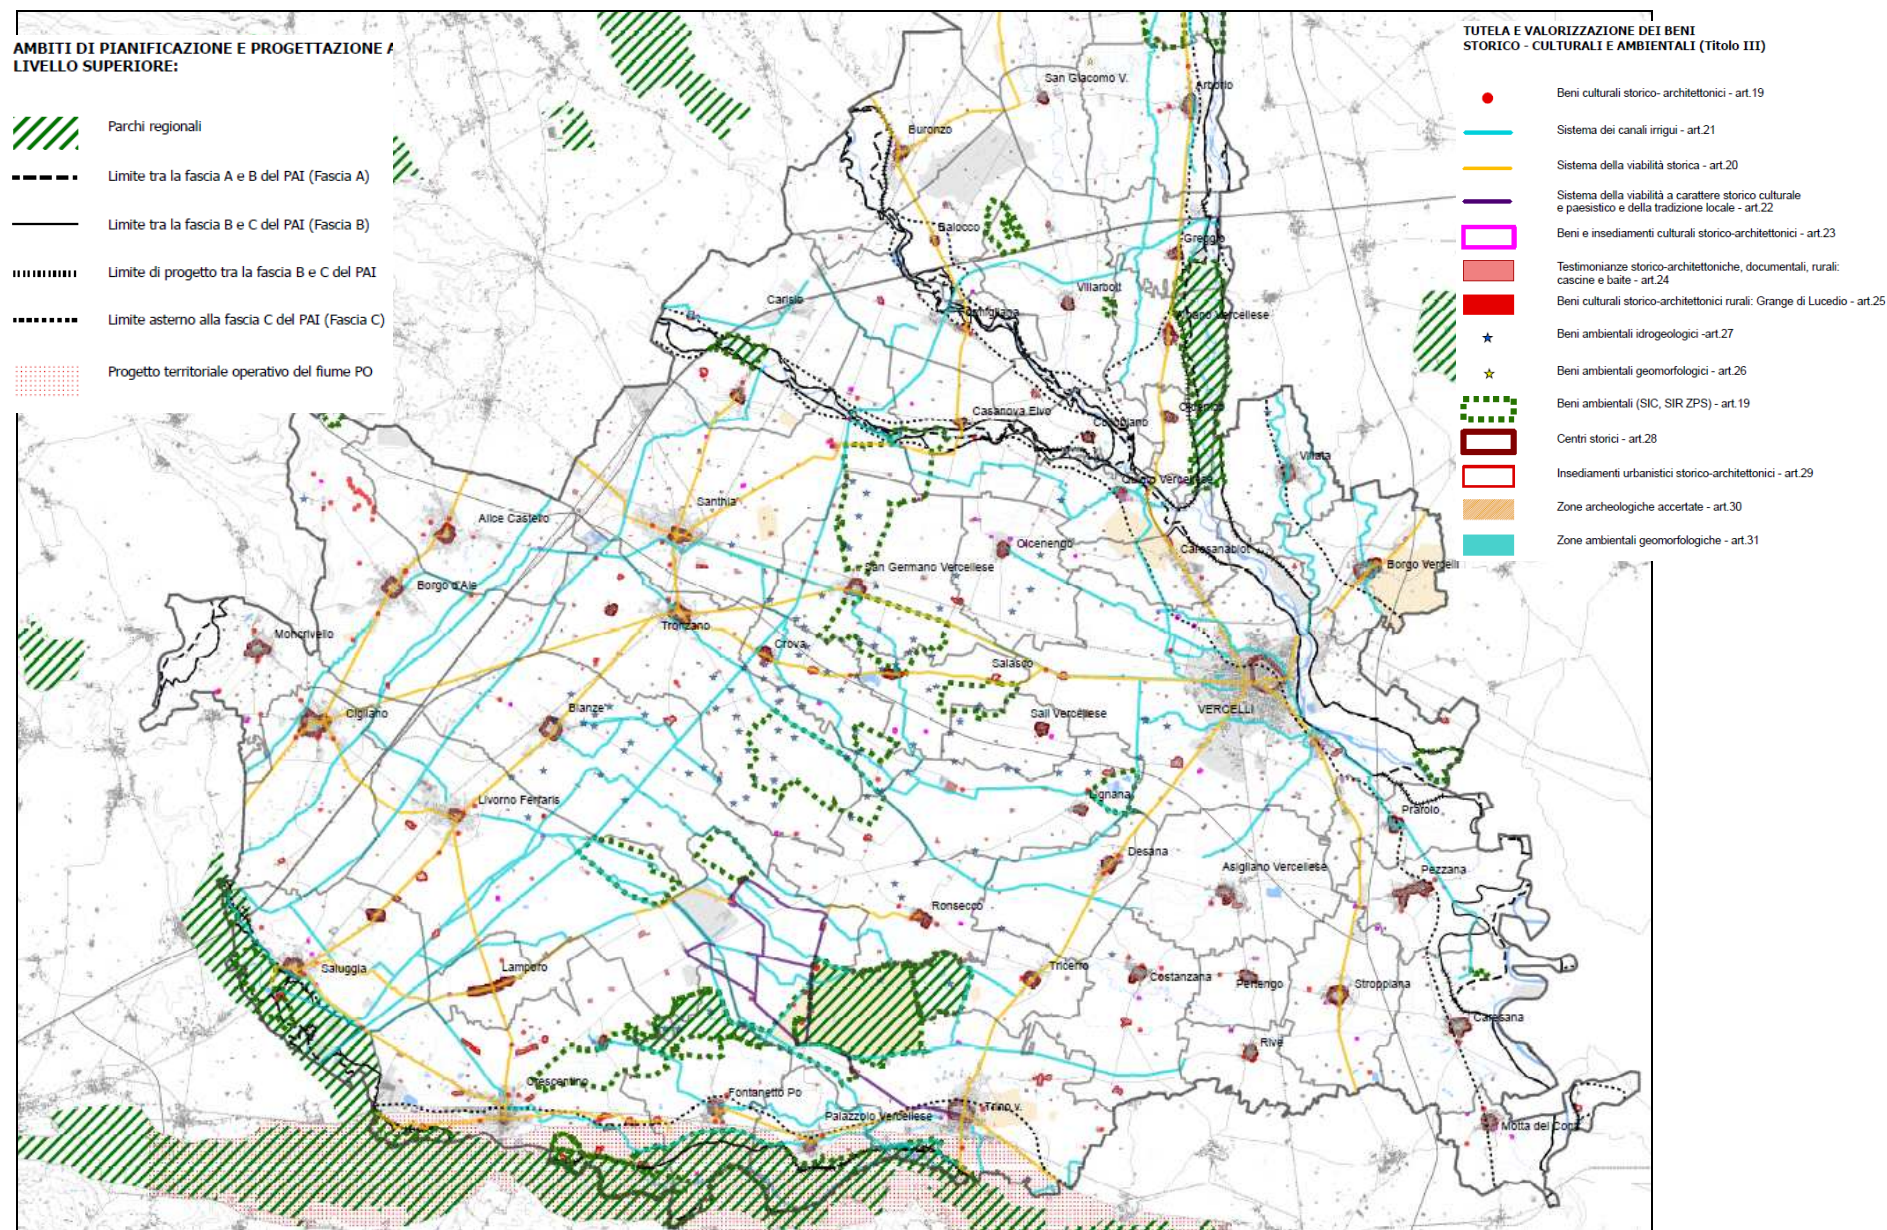 AMBITI DI PIANIFICAZIONE E PROGETTAZIONE A
LIVELLO SUPERIORE:
Parchi regionali
Limite tra la fascia A e B del PAI (Fascia A)
Limite tra la fascia B e C del PAI (Fascia B)
Limite di progetto tra la fascia B e C del PAI
Limite asterno alla fascia C del PAI (Fascia C)
Progetto territoriale operativo del fiume PO
TUTELA E VALORIZZAZIONE DEI BENI
STORICO - CULTURALI E AMBIENTALI (Titolo III)
Beni culturali storico- architettonici - art.19
Sistema dei canali irrigui - art.21
Sistema della viabilità storica - art.20
Sistema della viabilità a carattere storico culturale
e paesistico e della tradizione locale - art.22
Beni e insediamenti culturali storico-architettonici - art.23
Testimonianze storico-architettoniche, documentali, rurali:
cascine e baite - art.24
Beni culturali storico-architettonici rurali: Grange di Lucedio - art.25
Beni ambientali idrogeologici -art.27
Beni ambientali geomorfologici - art.26
Beni ambientali (SIC, SIR ZPS) - art.19
Centri storici - art.28
Insediamenti urbanistici storico-architettonici - art.29
Zone archeologiche accertate - art.30
Zone ambientali geomorfologiche - art.31
San Giacomo V.
Arborio
Buronzo
Balocco
Greggio
Villarboit
Carisio
Formigliana
Albano Vercellese
Casanova Elvo
Collobiano
Oldenico
Villata
Quinto Vercellese
Santhia'
Alice Castello
Olcenengo
Caresanablot
San Germano Vercellese
Borgo Vercelli
Borgo d'Ale
Tronzano
Moncrivello
Crova
Salasco
Cigliano
Bianze'
Sali Vercellese
VERCELLI
Livorno Ferraris
Lignana
Prarolo
Desana
Asigliano Vercellese
Pezzana
Ronsecco
Saluggia
Lamporo
Tricerro
Costanzana
Pertengo
Stroppiana
Caresana
Rive
Crescentino
Fontanetto Po
Palazzolo Vercellese
Trino v.
Motta dei Conti